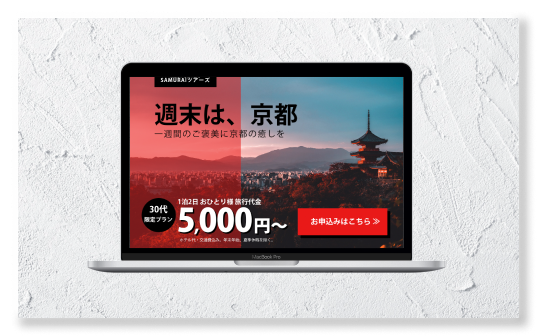 SAMURAIツアーズ
週末は、京都
一週間のご褒美に京都の癒しを
30代
限定プラン
1泊2日 おひとり様 旅行代金
5,000円〜
お申込みはこちら ≫
MacBook Pro